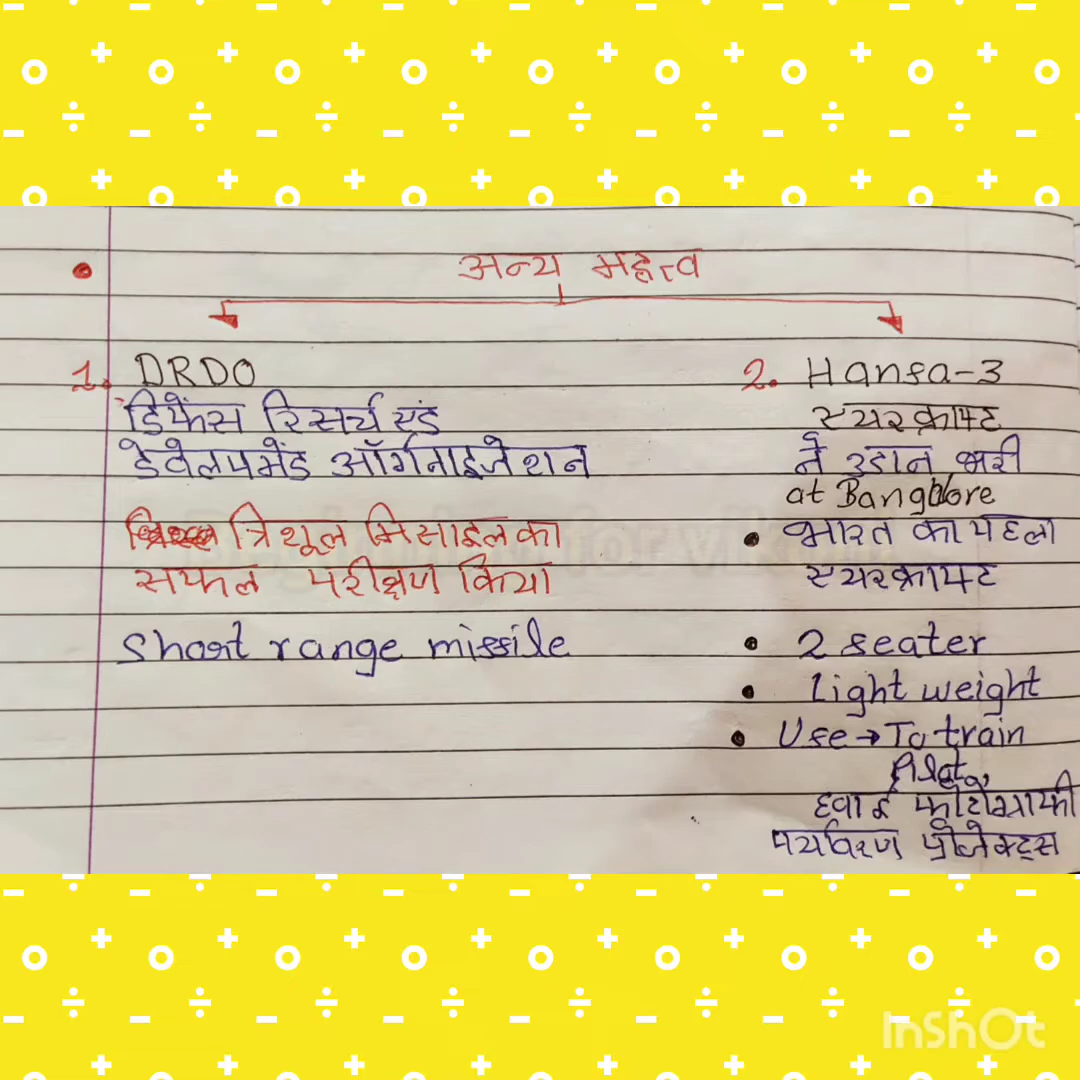 अन्य महत्व
1. DRDO
डिफेंस रिसर्च एंड
डेवेलपमेंड ऑर्गनाइजेशन
त्रिशूल मिसाइल का
सफल परीक्षण किया
Short range missile
2. Hansa-3
एयरक्राफ्ट
ने उडान भरी
at Banglore
भारत का पहला
एयरक्राफ्ट
2 seater
Light weight
Use → To train
Pilot,
हवाई फोटोग्राफी
पर्यावरण प्रोजेक्ट्स
InShOt